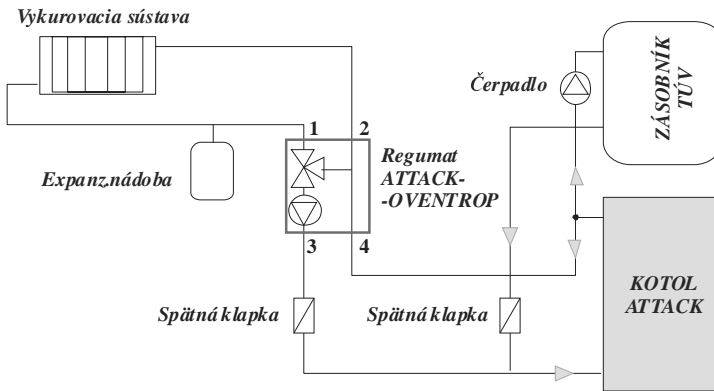 Vykurovacia sústava
Čerpadlo
ZÁSOBNÍK
TÚV
1
2
Expanz.nádoba
Regumat
ATTACK-
-OVENTROP
3
4
Spätná klapka
Spätná klapka
KOTOL
ATTACK